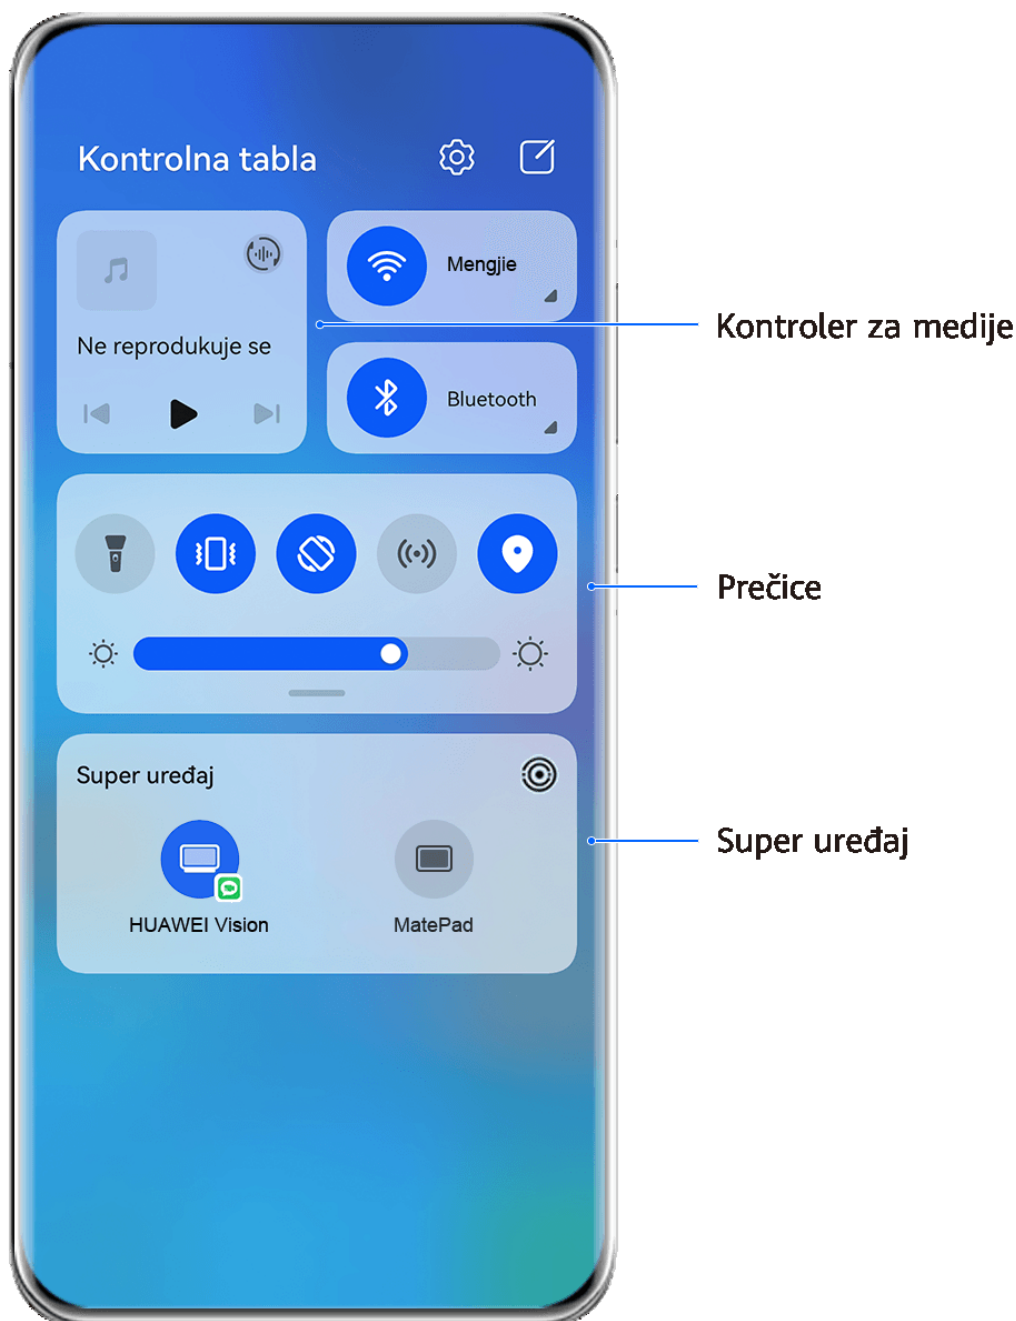 Kontrolna tabla
Mengjie
Ne reprodukuje se
Bluetooth
Kontroler za medije
Prečice
Super uređaj
HUAWEI Vision
MatePad
Super uređaj